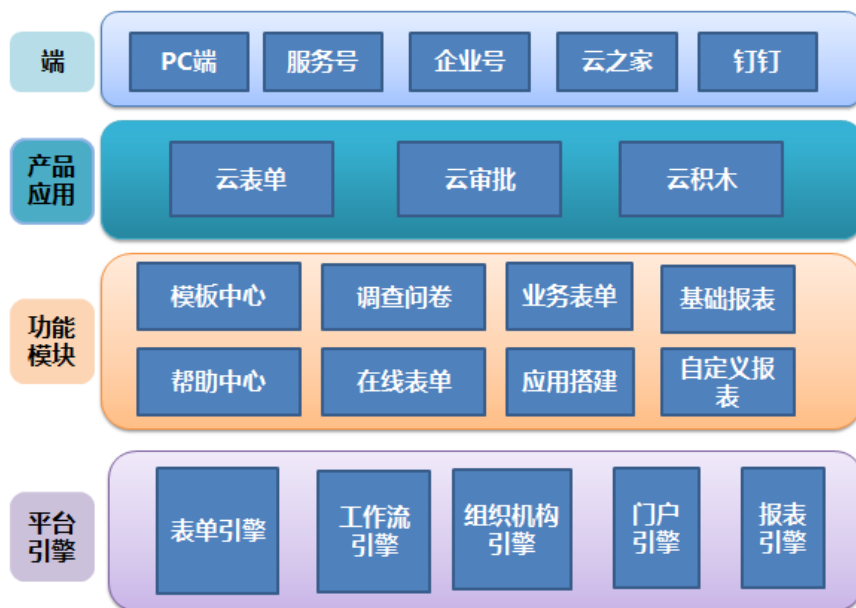 端
PC端
服务号
企业号
云之家
钉钉
产品
应用
云表单
云审批
云积木
功能
模块
模板中心
调查问卷
业务表单
基础报表
帮助中心
在线表单
应用搭建
自定义报
表
平台
引擎
表单引擎
工作流
引擎
组织机构
引擎
门户
引擎
报表
引擎